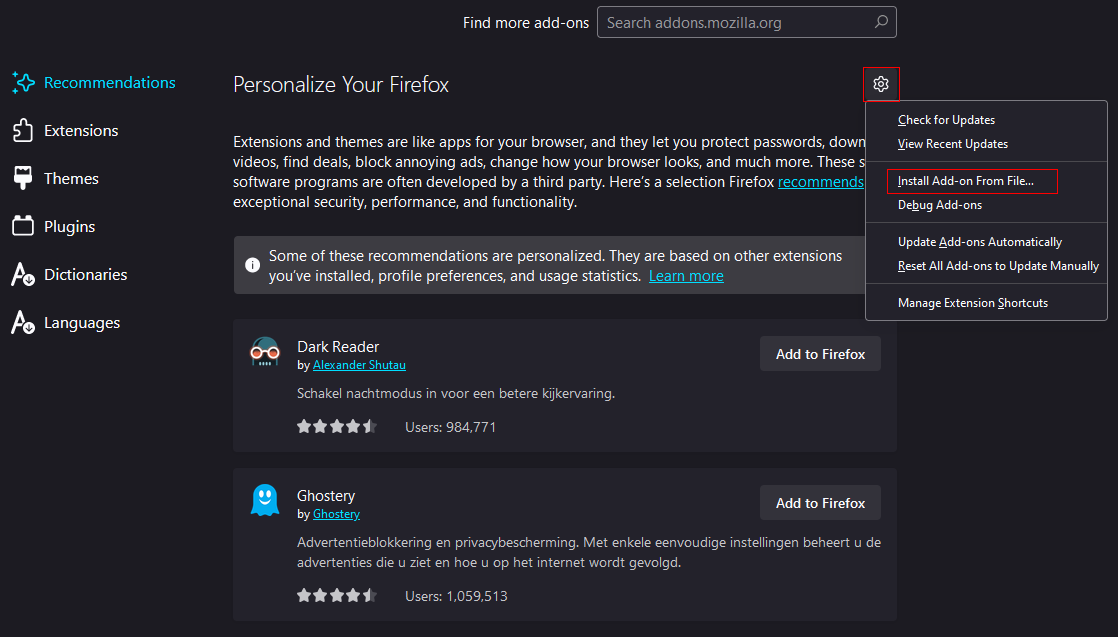 Find more add-ons
Search addons.mozilla.org
Recommendations
Extensions
Themes
Plugins
Dictionaries
Languages
Personalize Your Firefox
Extensions and themes are like apps for your browser, and they let you protect passwords, down
videos, find deals, block annoying ads, change how your browser looks, and much more. These s
software programs are often developed by a third party. Here’s a selection Firefox recommends
exceptional security, performance, and functionality.
Check for Updates
View Recent Updates
Install Add-on From File...
Debug Add-ons
Update Add-ons Automatically
Reset All Add-ons to Update Manually
Manage Extension Shortcuts
Some of these recommendations are personalized. They are based on other extensions
you’ve installed, profile preferences, and usage statistics. Learn more
Dark Reader
by Alexander Shutau
Add to Firefox
Schakel nachtmodus in voor een betere kijkervaring.
Users: 984,771
Ghostery
by Ghostery
Add to Firefox
Advertentieblokkering en privacybescherming. Met enkele eenvoudige instellingen beheert u de
advertenties die u ziet en hoe u op het internet wordt gevolgd.
Users: 1,059,513